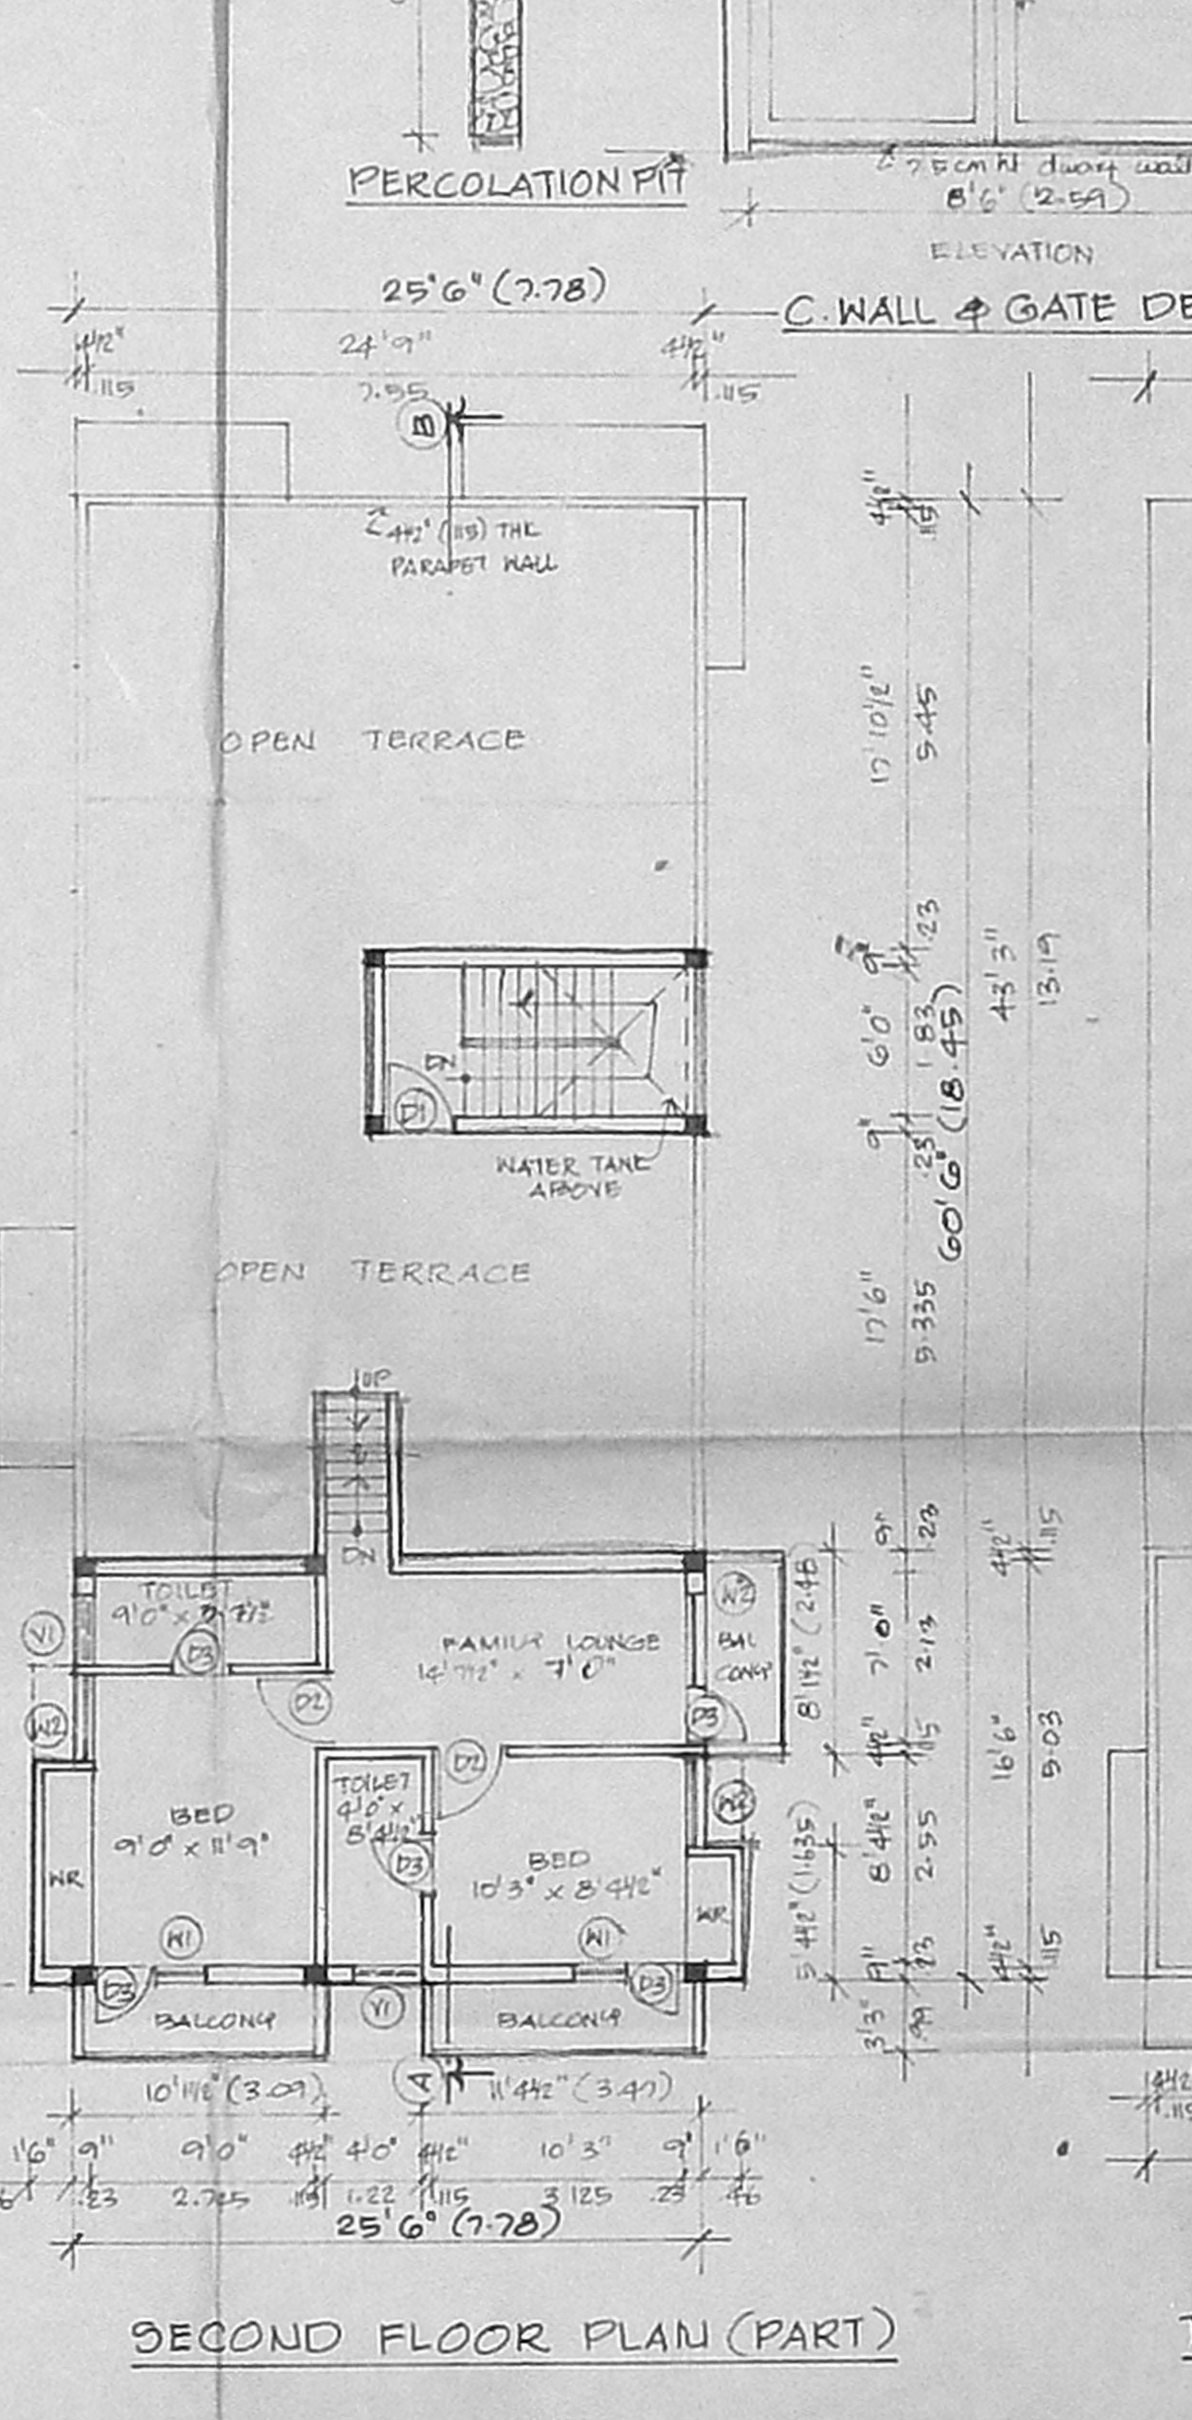 PERCOLATION PIT
7.5cm ht dwarf wall
8'6" (2.59)
ELEVATION
C. WALL & GATE DE
25'6" (7.78)
4½" 24'9" 4½"
.115 7.55 .115
B
4½" (.115) THK
PARAPET WALL
4½"
.115
17'10½"
5.45
OPEN TERRACE
9"
.23
6'0"
1.83
43'3"
13.19
60'6" (18.45)
9"
.23
DN
D1
WATER TANK
ABOVE
17'6"
5.335
OPEN TERRACE
UP
DN
9"
.23
4½"
.115
TOILET
9'0" x
V1
D3
FAMILY LOUNGE
14'7½" x 7'0"
W2
BAL
CONY
8'1½" (2.48
7'0"
2.13
D2
W2
D3
4½"
.115
16'6"
5.03
D2
TOILET
4'0" x
8'4½"
W2
BED
9'0" x 11'9"
D3
BED
10'3" x 8'4½"
8'4½"
2.55
5'4½" (1.635)
WR
WR
W1
W1
9"
.23
4½"
.115
D3
V1
D3
BALCONY
BALCONY
3'3"
.99
A
10'1½" (3.09)
11'4½" (3.47)
1'6" 9" 9'0" 4½" 4'0" 4½" 10'3" 9" 1'6"
.23 2.745 .115 1.22 .115 3.125 .23 .46
25'6" (7.78)
4½
.115
SECOND FLOOR PLAN (PART)